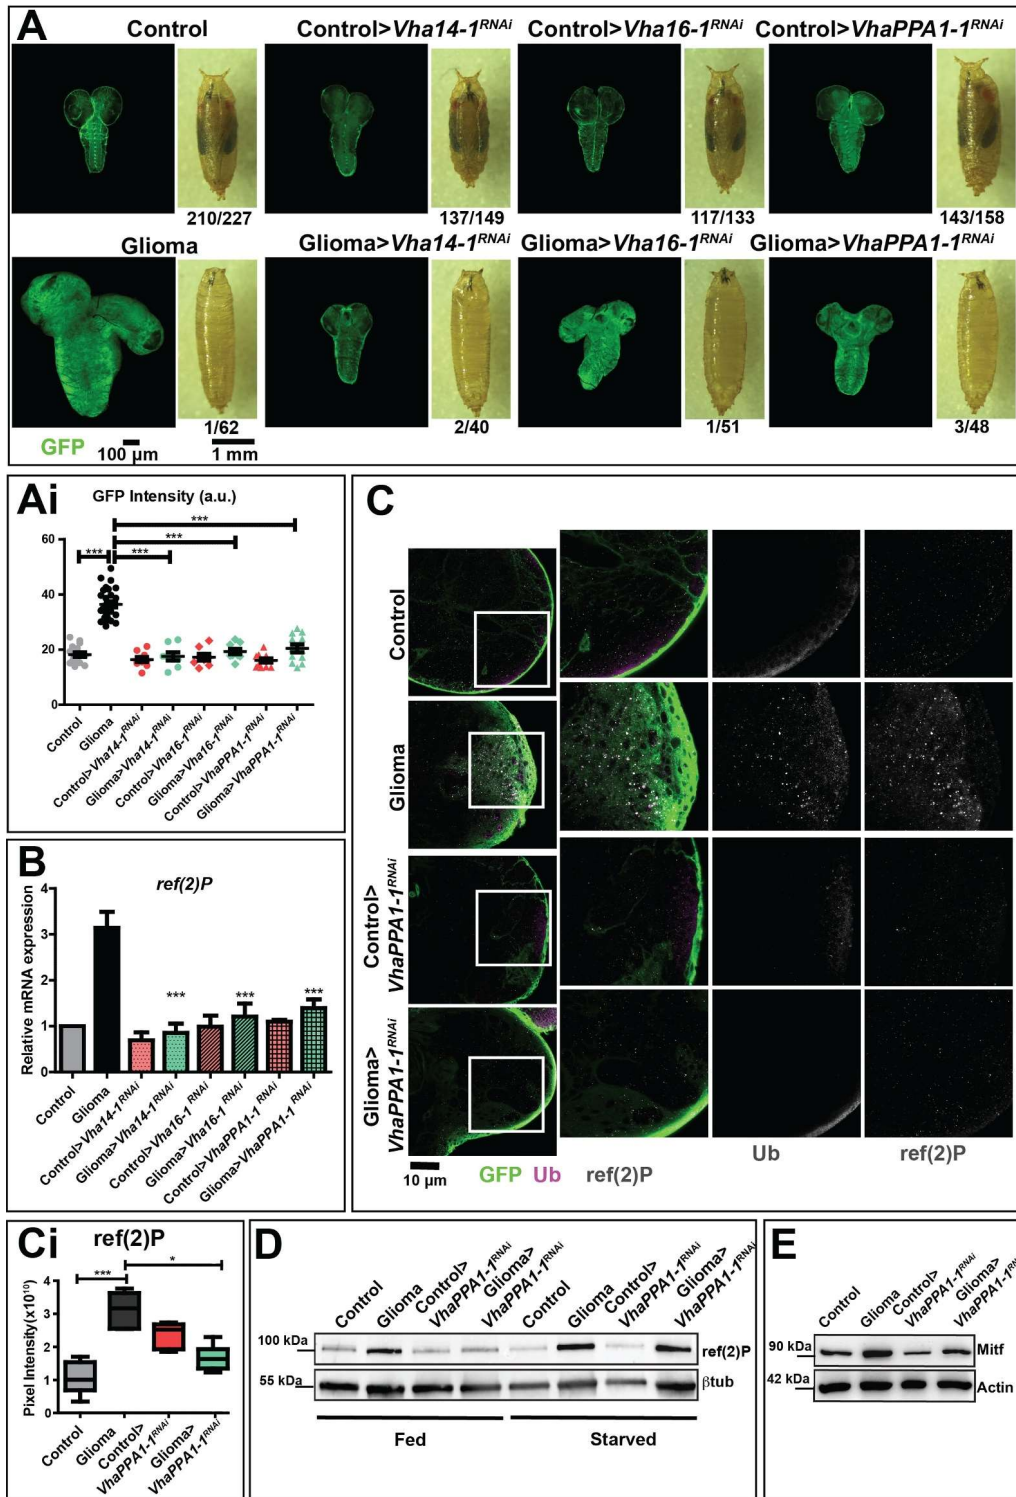 A
Control
Control>Vha14-1RNAi
Control>Vha16-1RNAi
Control>VhaPPA1-1RNAi
210/227
137/149
117/133
143/158
Glioma
Glioma>Vha14-1RNAi
Glioma>Vha16-1RNAi
Glioma>VhaPPA1-1RNAi
1/62
2/40
1/51
3/48
GFP
100 µm
1 mm
Ai
GFP Intensity (a.u.)
***
***
***
***
60
40
20
0
Control
Glioma
Control>Vha14-1RNAi
Glioma>Vha14-1RNAi
Control>Vha16-1RNAi
Glioma>Vha16-1RNAi
Control>VhaPPA1-1RNAi
Glioma>VhaPPA1-1RNAi
B
ref(2)P
Relative mRNA expression
4
3
2
1
0
***
***
***
Control
Glioma
Control>Vha14-1RNAi
Glioma>Vha14-1RNAi
Control>Vha16-1RNAi
Glioma>Vha16-1RNAi
Control>VhaPPA1-1RNAi
Glioma>VhaPPA1-1RNAi
C
Control
Glioma
Control>
VhaPPA1-1RNAi
Glioma>
VhaPPA1-1RNAi
10 µm
GFP Ub ref(2)P
Ub
ref(2)P
Ci
ref(2)P
Pixel Intensity(x10¹⁰)
***
*
4
3
2
1
0
Control
Glioma
Control>
VhaPPA1-1RNAi
Glioma>
VhaPPA1-1RNAi
D
Control
Glioma
Control>
VhaPPA1-1RNAi
Glioma>
VhaPPA1-1RNAi
Control
Glioma
Control>
VhaPPA1-1RNAi
Glioma>
VhaPPA1-1RNAi
100 kDa
ref(2)P
55 kDa
βtub
Fed
Starved
E
Control
Glioma
Control>
VhaPPA1-1RNAi
Glioma>
VhaPPA1-1RNAi
90 kDa
Mitf
42 kDa
Actin